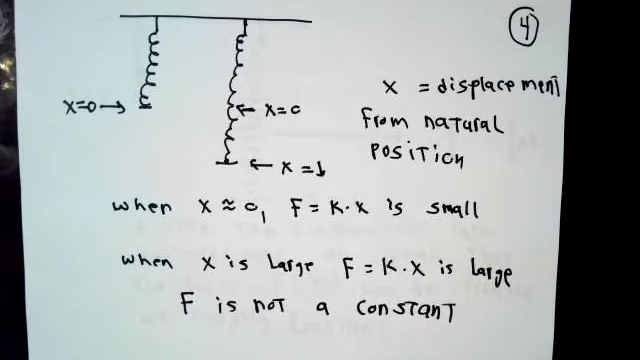 4
x = displacement
from natural
position
x=0
x=0
x=1
when x ≈ 0, F = K·x is small
when x is large F = K·x is large
F is not a constant